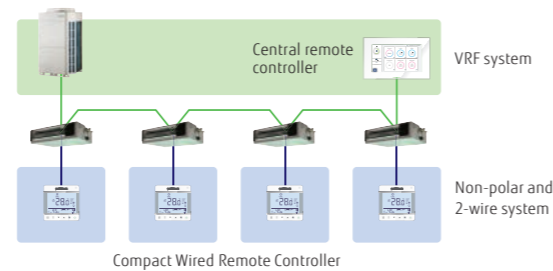 Central remote
controller
VRF system
Non-polar and
2-wire system
Compact Wired Remote Controller